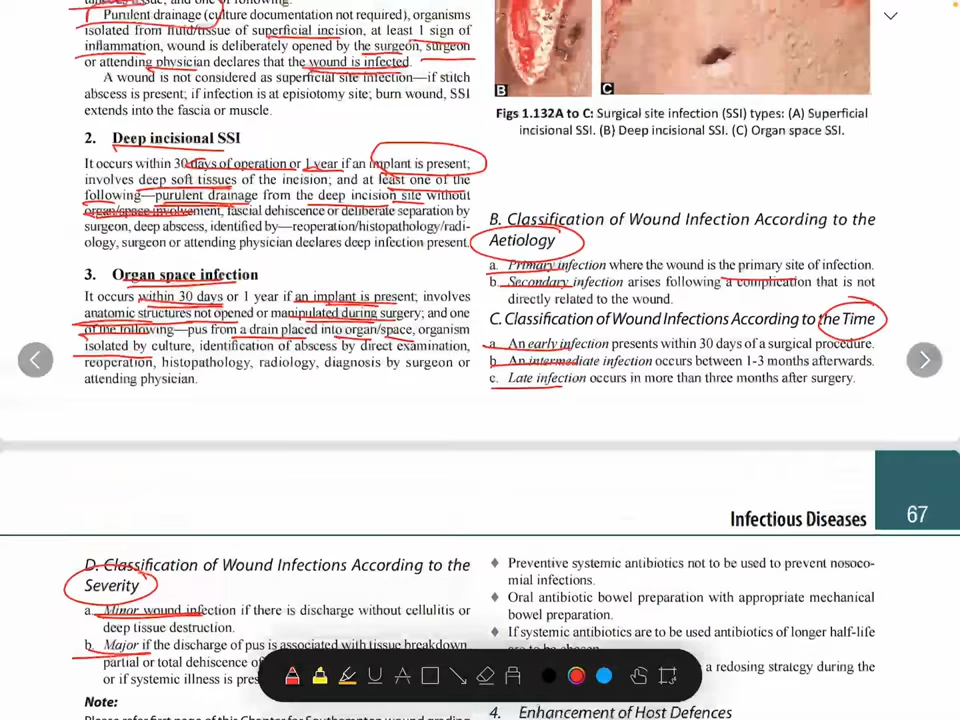 Purulent drainage (culture documentation not required), organisms
isolated from fluid/tissue of superficial incision, at least 1 sign of
inflammation, wound is deliberately opened by the surgeon, surgeon
or attending physician declares that the wound is infected.
A wound is not considered as superficial site infection—if stitch
abscess is present; if infection is at episiotomy site; burn wound, SSI
extends into the fascia or muscle.
2. Deep incisional SSI
It occurs within 30 days of operation or 1 year if an implant is present;
involves deep soft tissues of the incision; and at least one of the
following—purulent drainage from the deep incision site without
organ/space involvement, fascial dehiscence or deliberate separation by
surgeon, deep abscess, identified by—reoperation/histopathology/radi-
ology, surgeon or attending physician declares deep infection present.
3. Organ space infection
It occurs within 30 days or 1 year if an implant is present; involves
anatomic structures not opened or manipulated during surgery; and one
of the following—pus from a drain placed into organ/space, organism
isolated by culture, identification of abscess by direct examination,
reoperation, histopathology, radiology, diagnosis by surgeon or
attending physician.
B
C
Figs 1.132A to C: Surgical site infection (SSI) types: (A) Superficial
incisional SSI. (B) Deep incisional SSI. (C) Organ space SSI.
B. Classification of Wound Infection According to the
Aetiology
a. Primary infection where the wound is the primary site of infection.
b. Secondary infection arises following a complication that is not
directly related to the wound.
C. Classification of Wound Infections According to the Time
a. An early infection presents within 30 days of a surgical procedure.
b. An intermediate infection occurs between 1-3 months afterwards.
c. Late infection occurs in more than three months after surgery.
Infectious Diseases 67
D. Classification of Wound Infections According to the
Severity
a. Minor wound infection if there is discharge without cellulitis or
deep tissue destruction.
b. Major if the discharge of pus is associated with tissue breakdown,
partial or total dehiscence of
or if systemic illness is
Note:
♦ Preventive systemic antibiotics not to be used to prevent nosoco-
mial infections.
♦ Oral antibiotic bowel preparation with appropriate mechanical
bowel preparation.
♦ If systemic antibiotics are to be used antibiotics of longer half-life
a redosing strategy during the
4. Enhancement of Host Defences